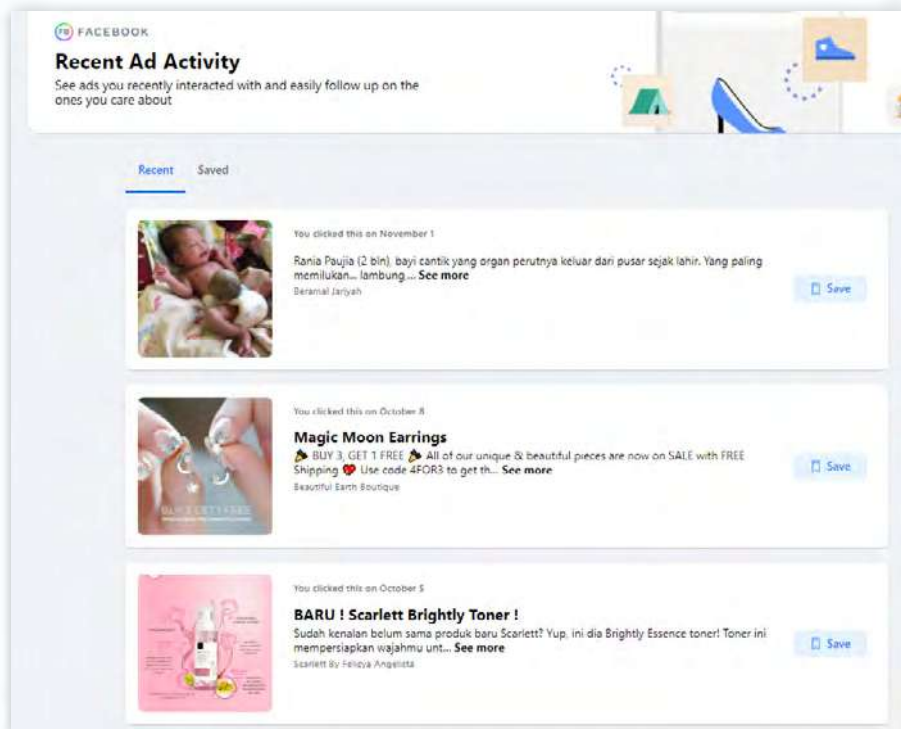 FACEBOOK
Recent Ad Activity
See ads you recently interacted with and easily follow up on the
ones you care about
Recent
Saved
You clicked this on November 1
Rania Paujia (2 bln), bayi cantik yang organ perutnya keluar dari pusar sejak lahir. Yang paling
memilukan... lambung.... See more
Beramal Jariyah
Save
You clicked this on October 8
Magic Moon Earrings
🎉 BUY 3, GET 1 FREE 🎉 All of our unique & beautiful pieces are now on SALE with FREE
Shipping 💖 Use code 4FOR3 to get th... See more
Beautiful Earth Boutique
Save
You clicked this on October 5
BARU ! Scarlett Brightly Toner !
Sudah kenalan belum sama produk baru Scarlett? Yup, ini dia Brightly Essence toner! Toner ini
mempersiapkan wajahmu unt... See more
Scarlett By Felicya Angelista
Save